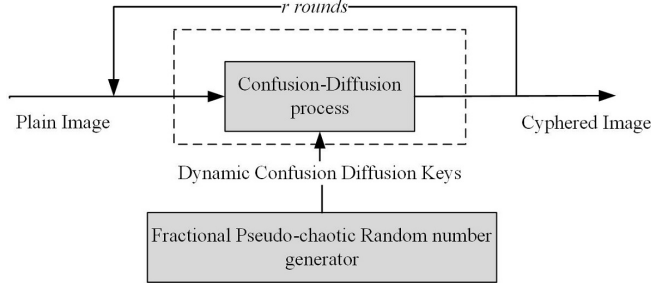 r rounds
Confusion-Diffusion
process
Plain Image
Cyphered Image
Dynamic Confusion Diffusion Keys
Fractional Pseudo-chaotic Random number
generator